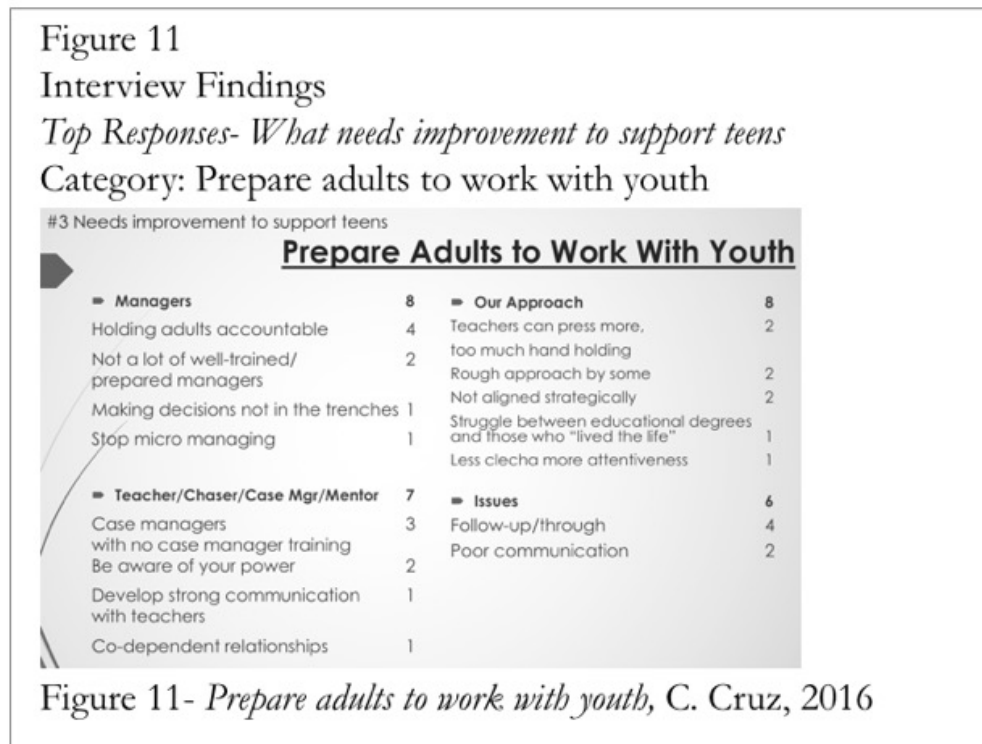 Figure 11
Interview Findings
Top Responses- What needs improvement to support teens
Category: Prepare adults to work with youth
#3 Needs improvement to support teens
Prepare Adults to Work With Youth
Managers 8
Holding adults accountable 4
Not a lot of well-trained/ 2
prepared managers
Making decisions not in the trenches 1
Stop micro managing 1
Teacher/Chaser/Case Mgr/Mentor 7
Case managers 3
with no case manager training
Be aware of your power 2
Develop strong communication 1
with teachers
Co-dependent relationships 1
Our Approach 8
Teachers can press more, 2
too much hand holding
Rough approach by some 2
Not aligned strategically 2
Struggle between educational degrees
and those who "lived the life" 1
Less clecha more attentiveness 1
Issues 6
Follow-up/through 4
Poor communication 2
Figure 11- Prepare adults to work with youth, C. Cruz, 2016